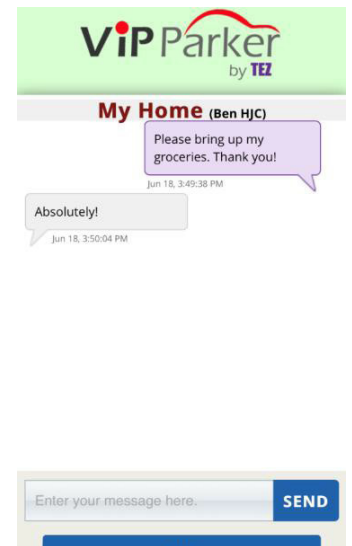 ViP Parker
by TEZ
My Home (Ben HJC)
Please bring up my
groceries. Thank you!
Jun 18, 3:49:38 PM
Absolutely!
Jun 18, 3:50:04 PM
Enter your message here.
SEND